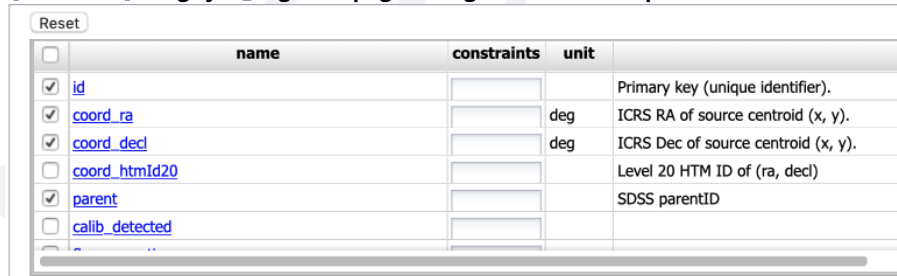 Reset
name constraints unit
id Primary key (unique identifier).
coord_ra deg ICRS RA of source centroid (x, y).
coord_decl deg ICRS Dec of source centroid (x, y).
coord_htmId20 Level 20 HTM ID of (ra, decl)
parent SDSS parentID
calib_detected